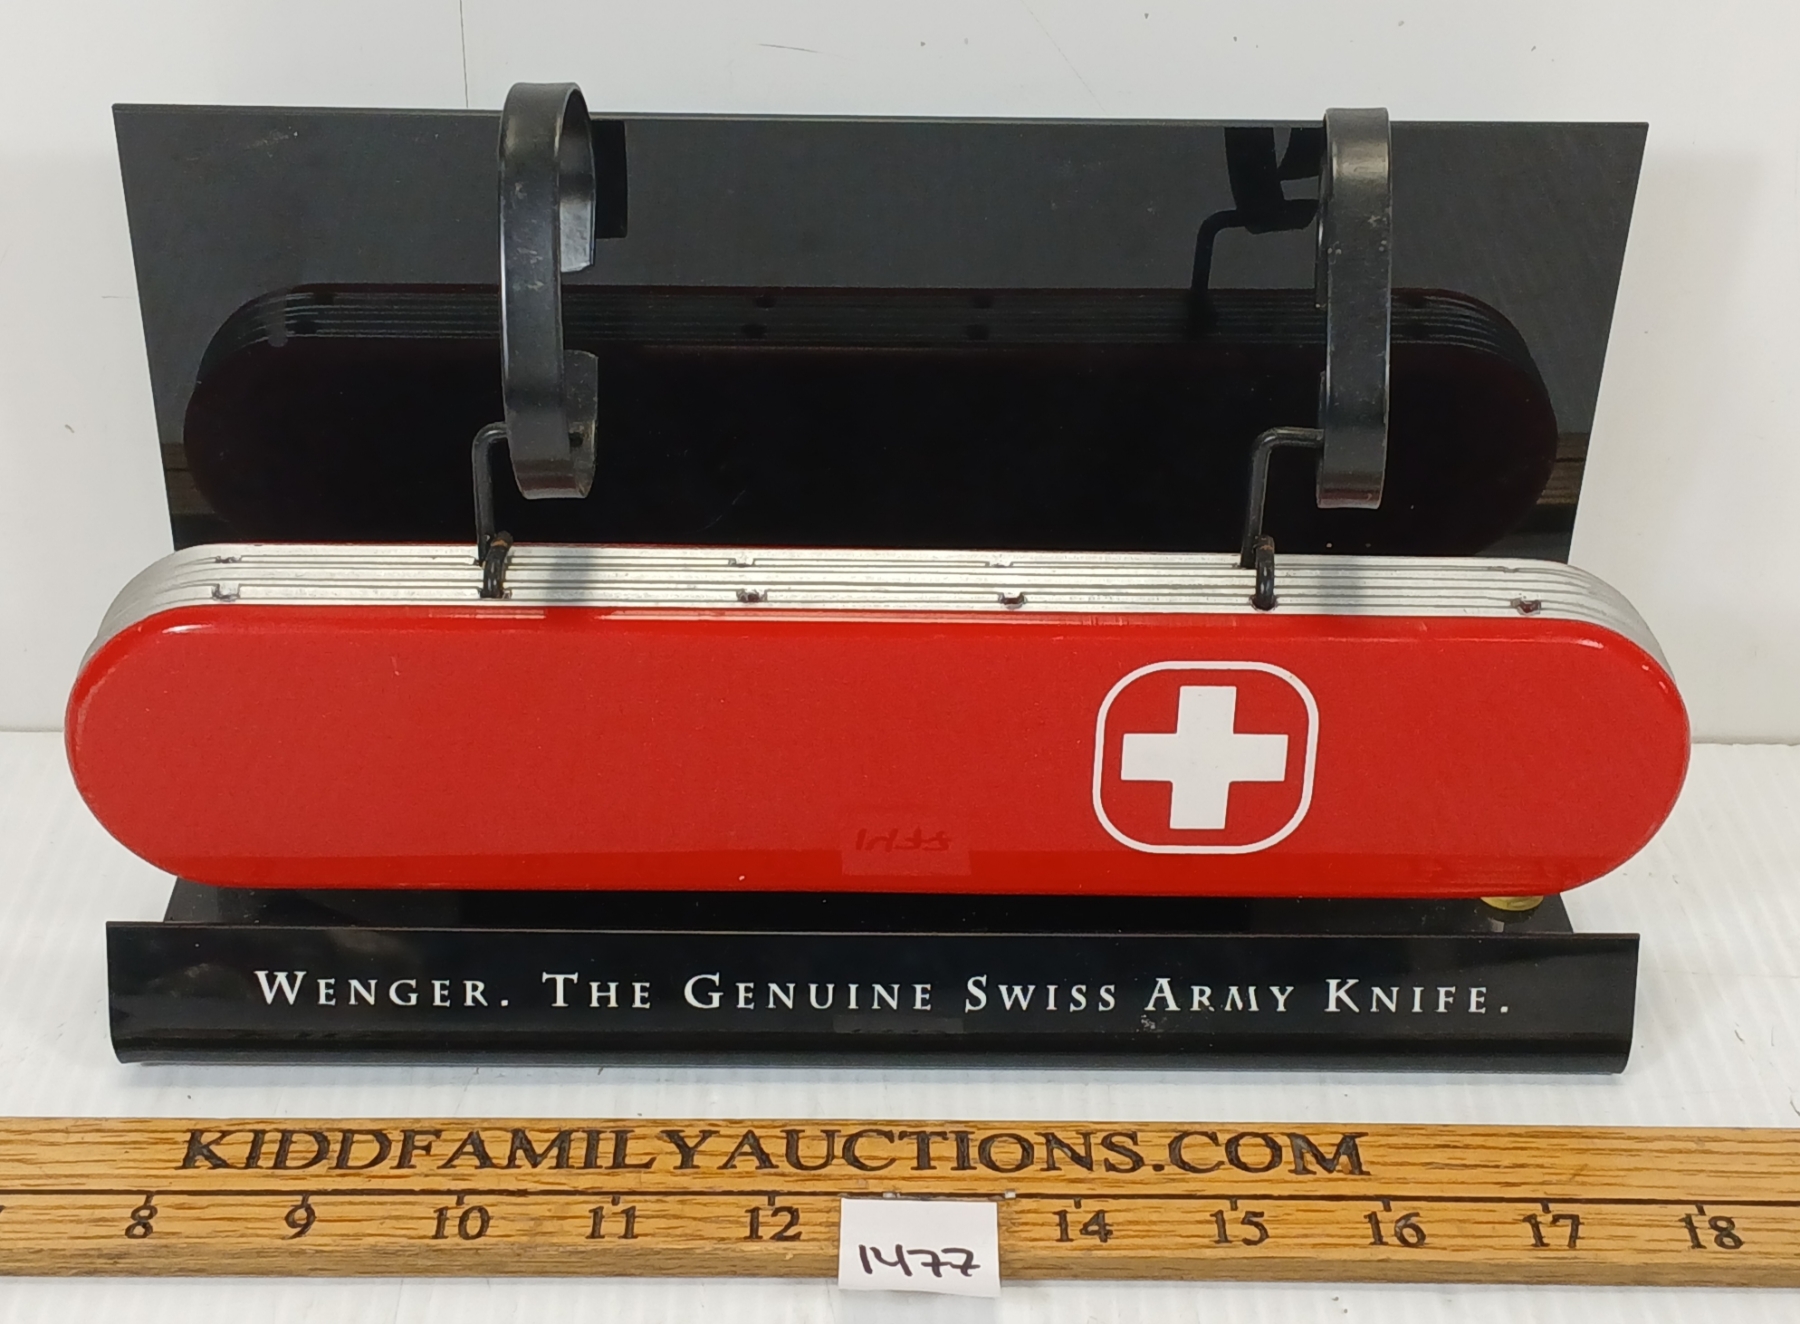 WENGER. THE GENUINE SWISS ARMY KNIFE.
KIDDFAMILYAUCTIONS.COM
8 9 10 11 12 14 15 16 17 18
1477